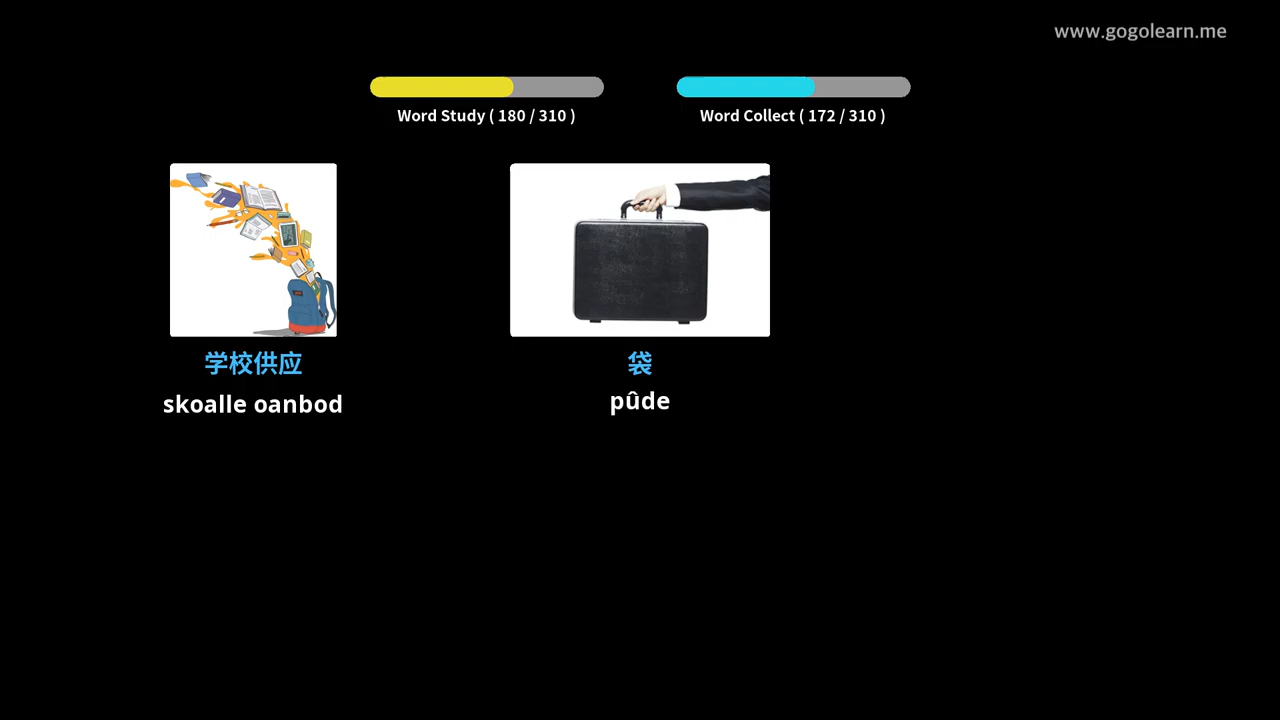 www.gogolearn.me
Word Study ( 180 / 310 )
Word Collect ( 172 / 310 )
学校供应
skoalle oanbod
袋
pûde